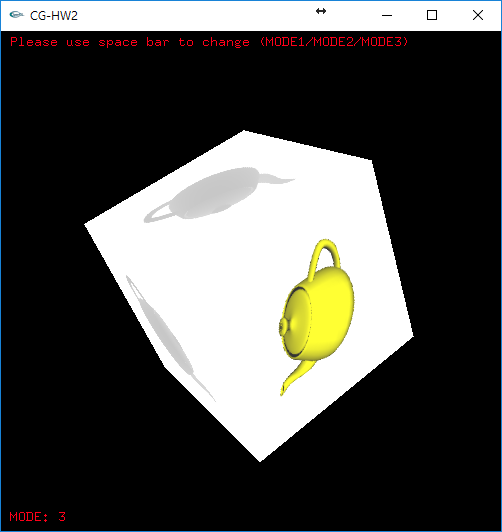 CG-HW2
Please use space bar to change (MODE1/MODE2/MODE3)
MODE: 3